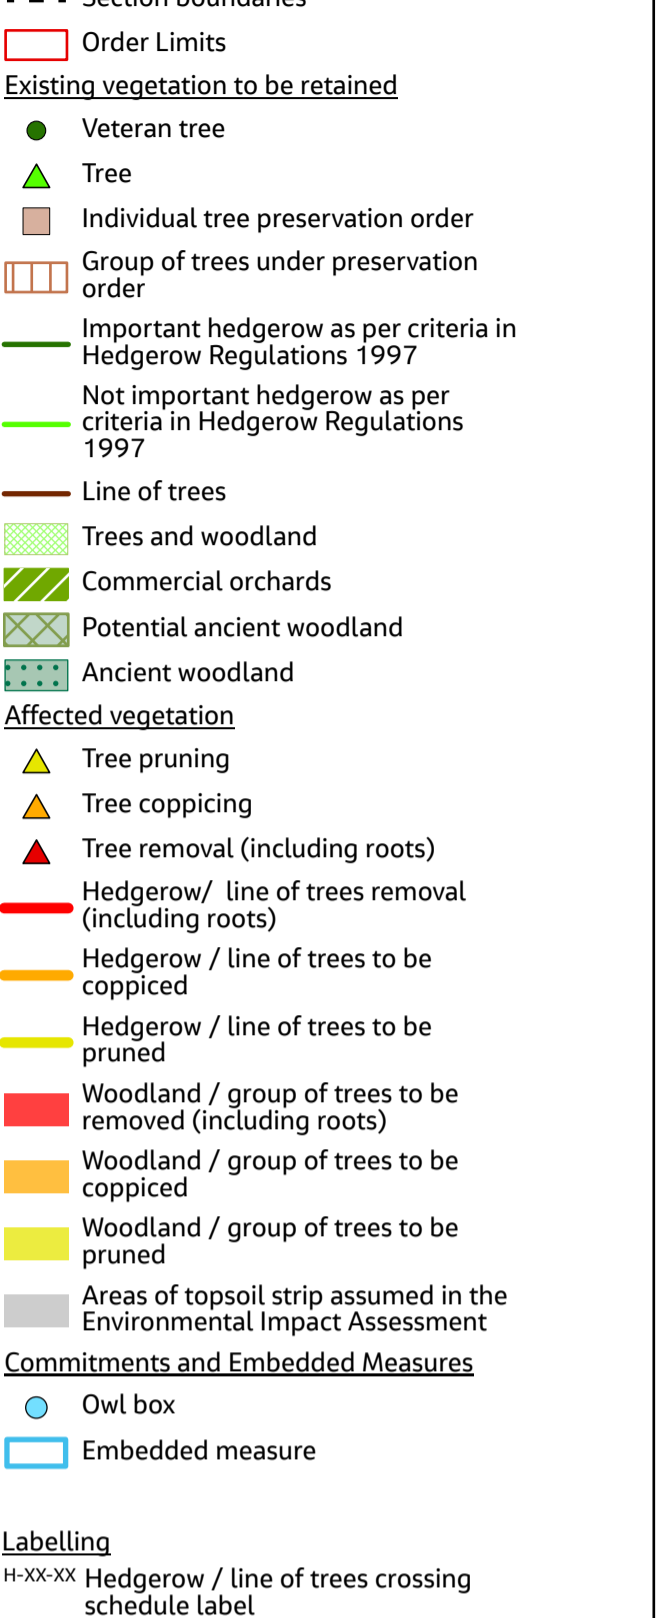 Section boundaries
Order Limits
Existing vegetation to be retained
Veteran tree
Tree
Individual tree preservation order
Group of trees under preservation
order
Important hedgerow as per criteria in
Hedgerow Regulations 1997
Not important hedgerow as per
criteria in Hedgerow Regulations
1997
Line of trees
Trees and woodland
Commercial orchards
Potential ancient woodland
Ancient woodland
Affected vegetation
Tree pruning
Tree coppicing
Tree removal (including roots)
Hedgerow/ line of trees removal
(including roots)
Hedgerow / line of trees to be
coppiced
Hedgerow / line of trees to be
pruned
Woodland / group of trees to be
removed (including roots)
Woodland / group of trees to be
coppiced
Woodland / group of trees to be
pruned
Areas of topsoil strip assumed in the
Environmental Impact Assessment
Commitments and Embedded Measures
Owl box
Embedded measure
Labelling
H-XX-XX Hedgerow / line of trees crossing
schedule label